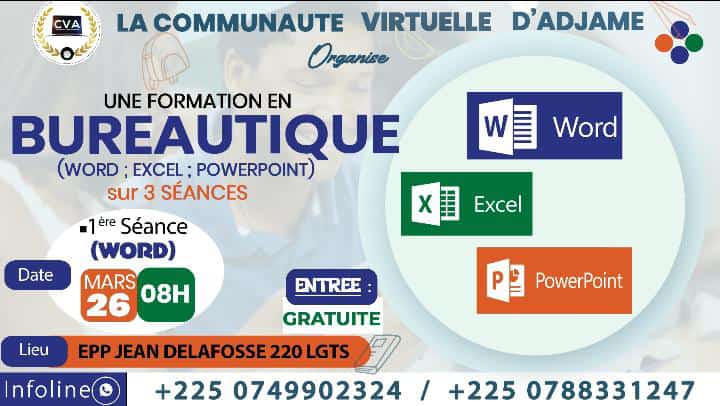 CVA
LA COMMUNAUTE VIRTUELLE D'ADJAME
Organise
UNE FORMATION EN
BUREAUTIQUE
(WORD ; EXCEL ; POWERPOINT)
sur 3 SÉANCES
▪1ère Séance
(WORD)
Date
MARS
26
08H
ENTREE :
GRATUITE
Lieu
EPP JEAN DELAFOSSE 220 LGTS
W Word
X Excel
P PowerPoint
Infoline
+225 0749902324 / +225 0788331247